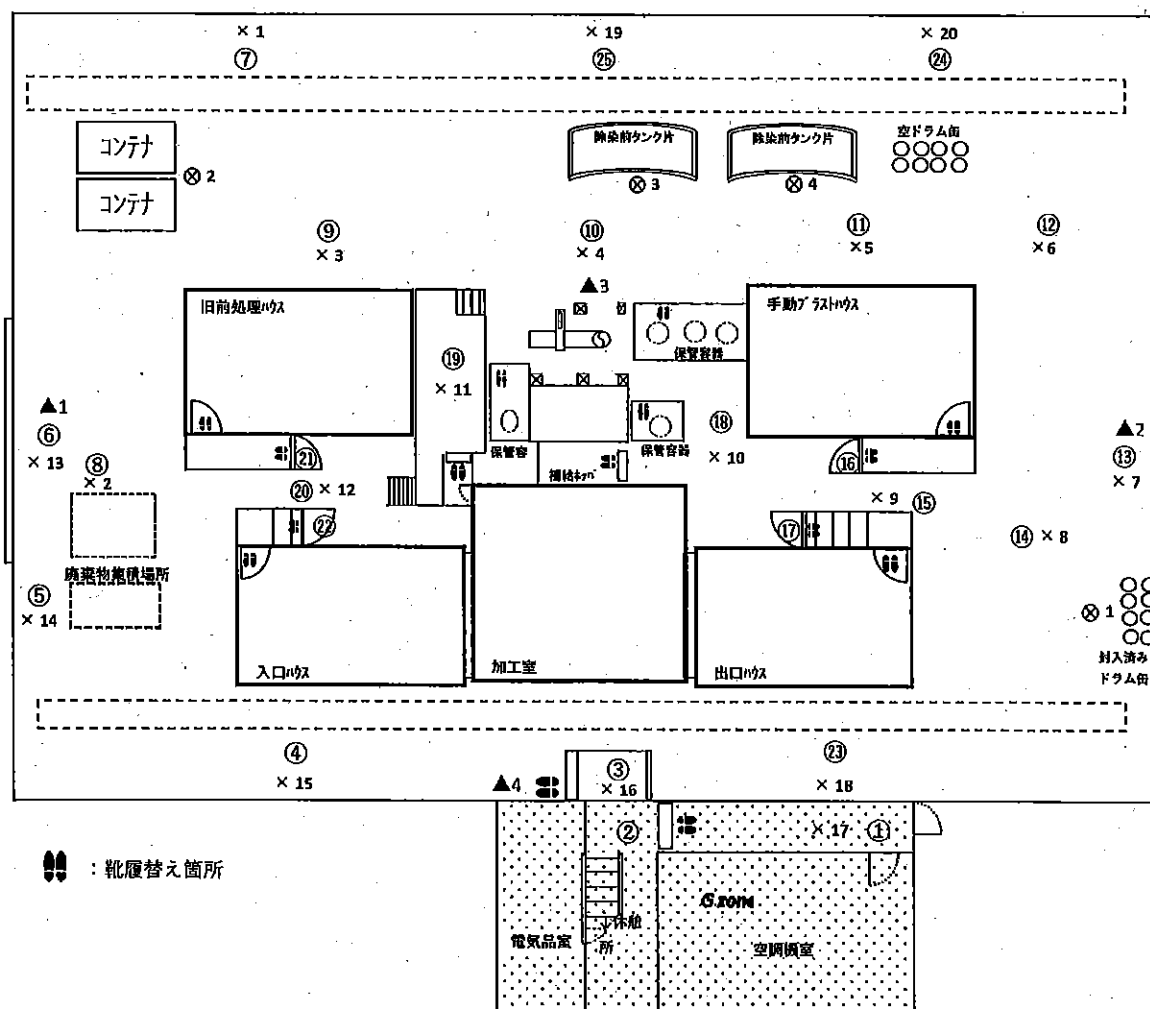 × 1
× 19
× 20
⑦
㉕
㉔
コンテナ
⊗ 2
コンテナ
除染前タンク片
⊗ 3
除染前タンク片
⊗ 4
空ドラム缶
⑨
× 3
⑩
× 4
⑪
×5
⑫
× 6
▲3
旧前処理ハウス
手動ブラストハウス
保管容器
⑲
× 11
保管容
保管容器
⑱
× 10
▲1
⑥
× 13
▲2
⑬
× 7
⑧
× 2
㉑
⑳ × 12
㉒
⑯
× 9
⑮
⑰
⑭ × 8
廃棄物集積場所
⑤
× 14
⊗ 1
封入済み
ドラム缶
入口ハウス
加工室
出口ハウス
④
× 15
▲4
③
× 16
㉓
× 18
②
×17 ①
:靴履替え箇所
G zone
休憩
所
電気品室
空調機室